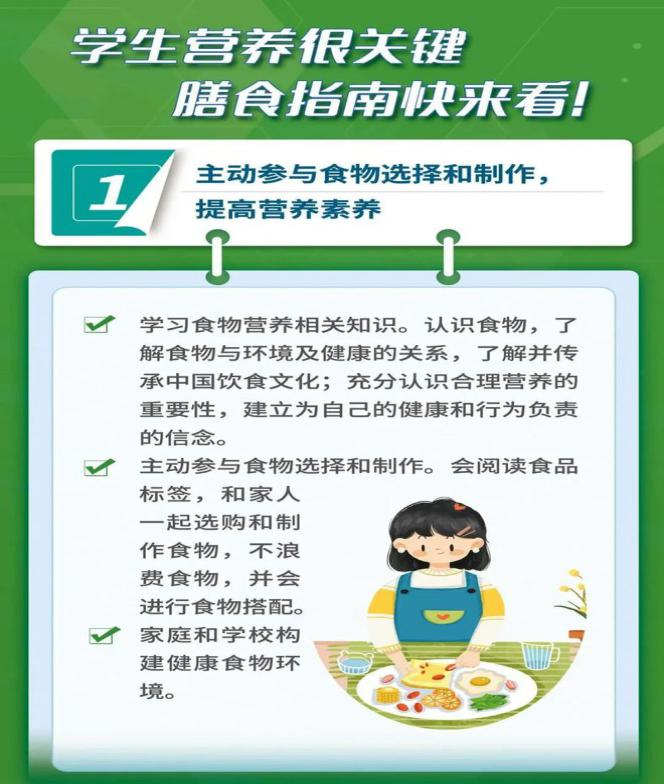 学生营养很关键
膳食指南快来看！
1
主动参与食物选择和制作，
提高营养素养
学习食物营养相关知识。认识食物，了
解食物与环境及健康的关系，了解并传
承中国饮食文化；充分认识合理营养的
重要性，建立为自己的健康和行为负责
的信念。
主动参与食物选择和制作。会阅读食品
标签，和家人
一起选购和制
作食物，不浪
费食物，并会
进行食物搭配。
家庭和学校构
建健康食物环
境。